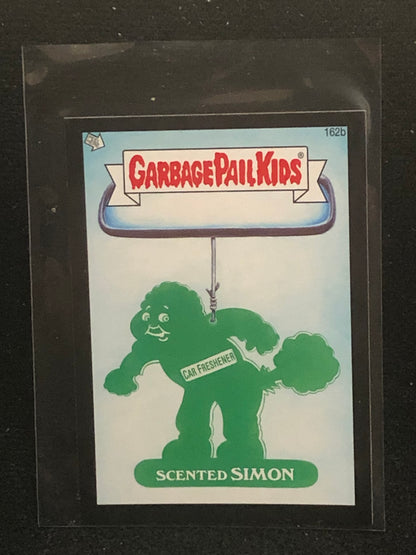 162b
GARBAGE PAIL KIDS®
CAR FRESHENER
SCENTED SIMON